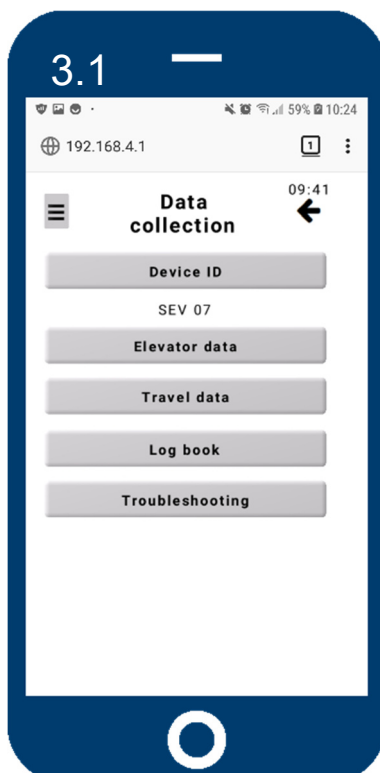 3.1
59% 10:24
192.168.4.1 1
09:41
Data
collection
Device ID
SEV 07
Elevator data
Travel data
Log book
Troubleshooting